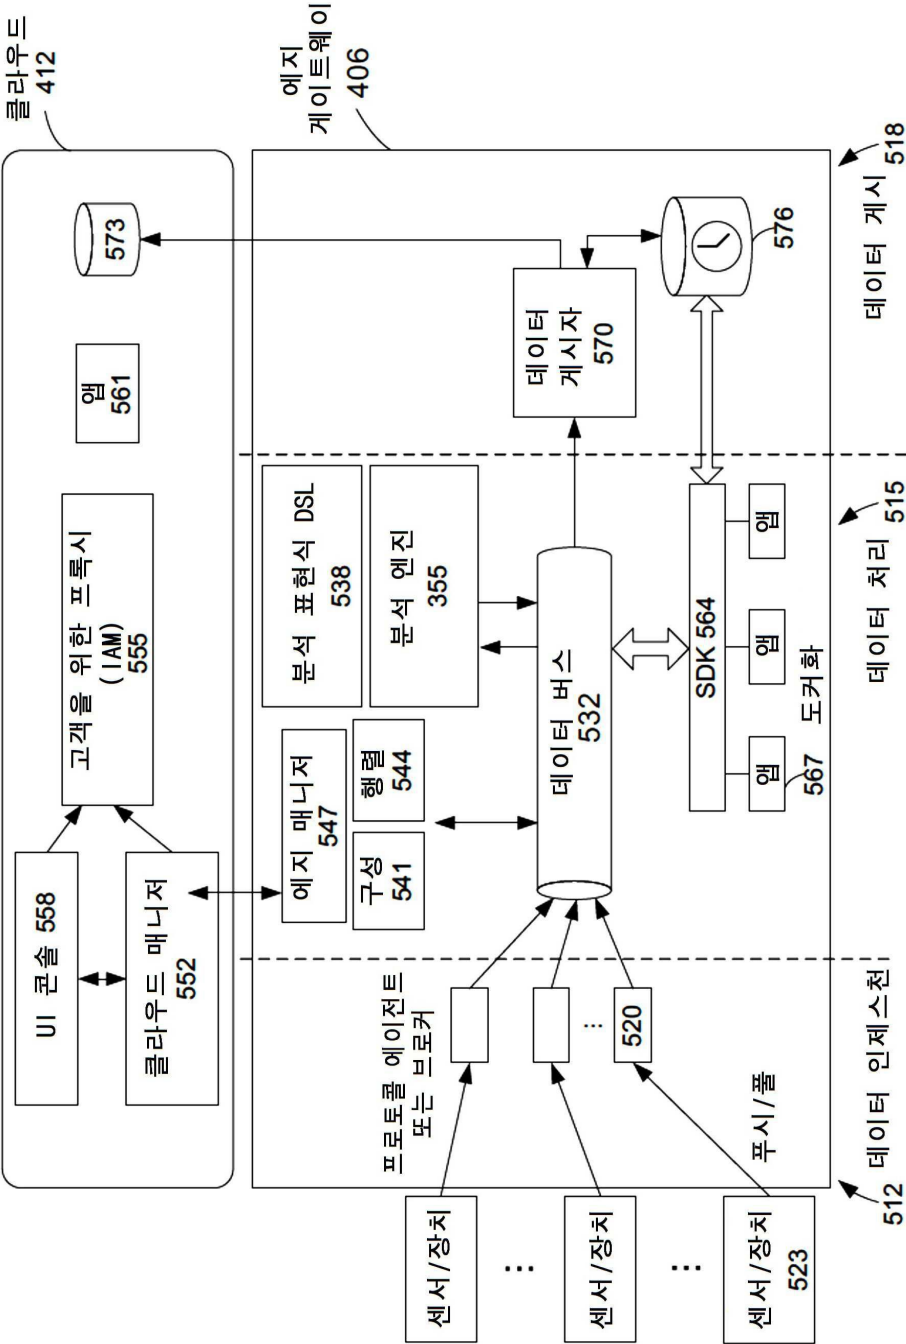 클라우드
412
UI 콘솔 558
클라우드 매니저
552
고객을 위한 프록시
(IAM)
555
앱
561
573
에지
게이트웨이
406
에지 매니저
547
구성
541
행렬
544
분석 표현식 DSL
538
분석 엔진
355
데이터 버스
532
데이터
게시자
570
576
SDK 564
앱
567
앱
앱
도커화
프로토콜 에이전트
또는 브로커
...
520
푸시/풀
센서/장치
...
센서/장치
...
센서/장치
523
512
데이터 인제스천
데이터 처리
515
데이터 게시
518